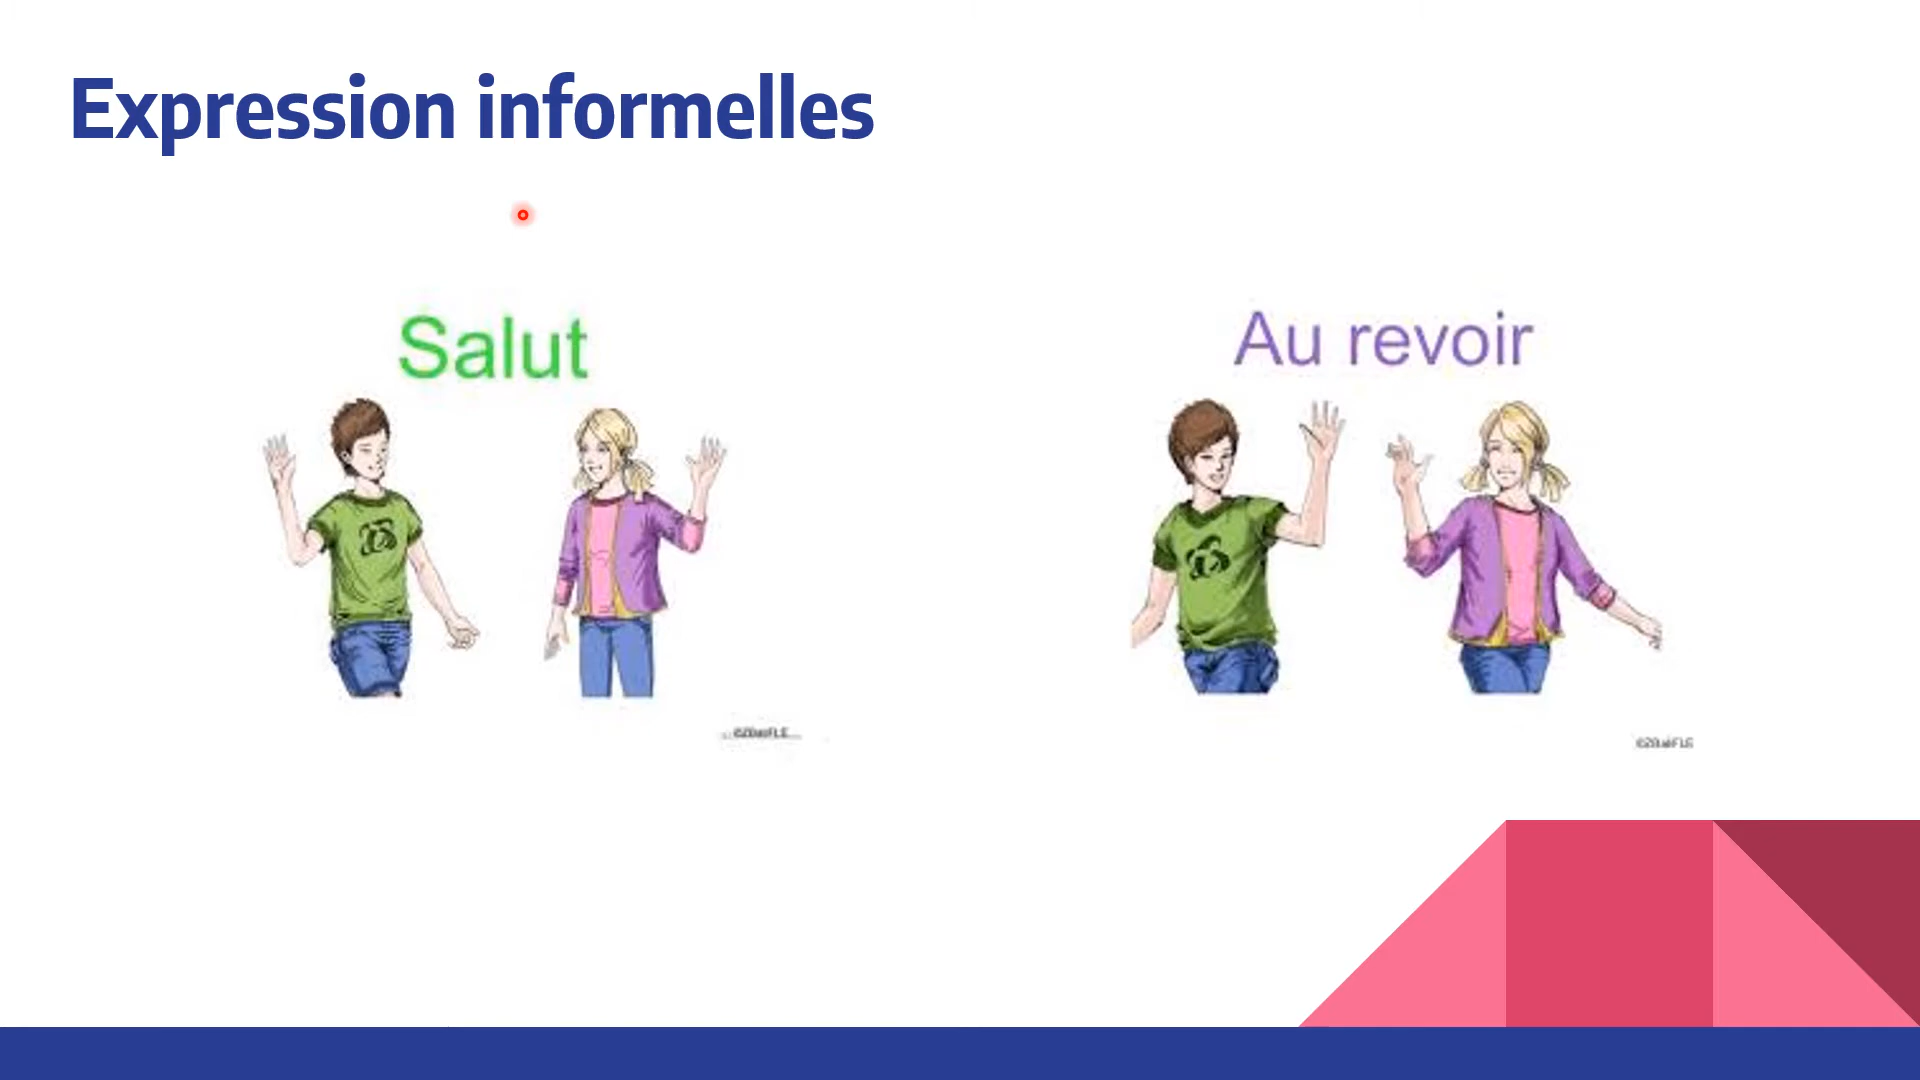 Expression informelles
Salut
Au revoir